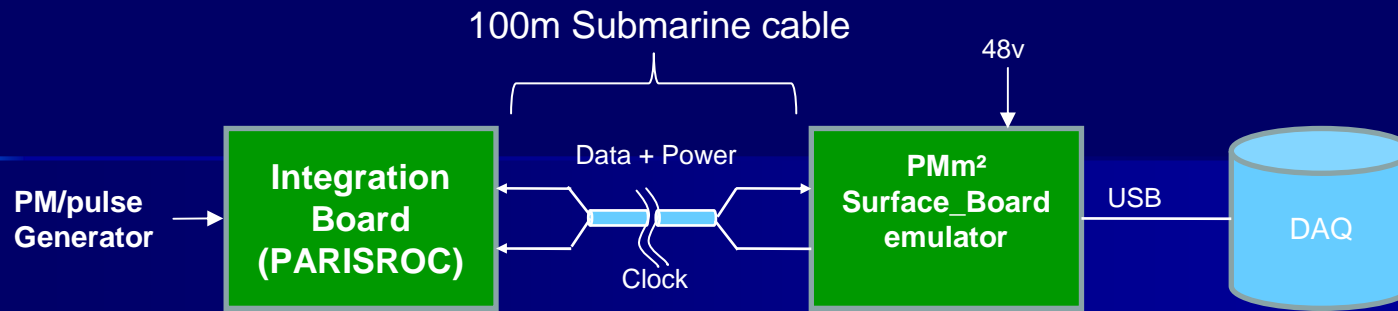 100m Submarine cable
48v
PM/pulse
Generator
Integration
Board
(PARISROC)
Data + Power
Clock
PMm²
Surface_Board
emulator
USB
DAQ